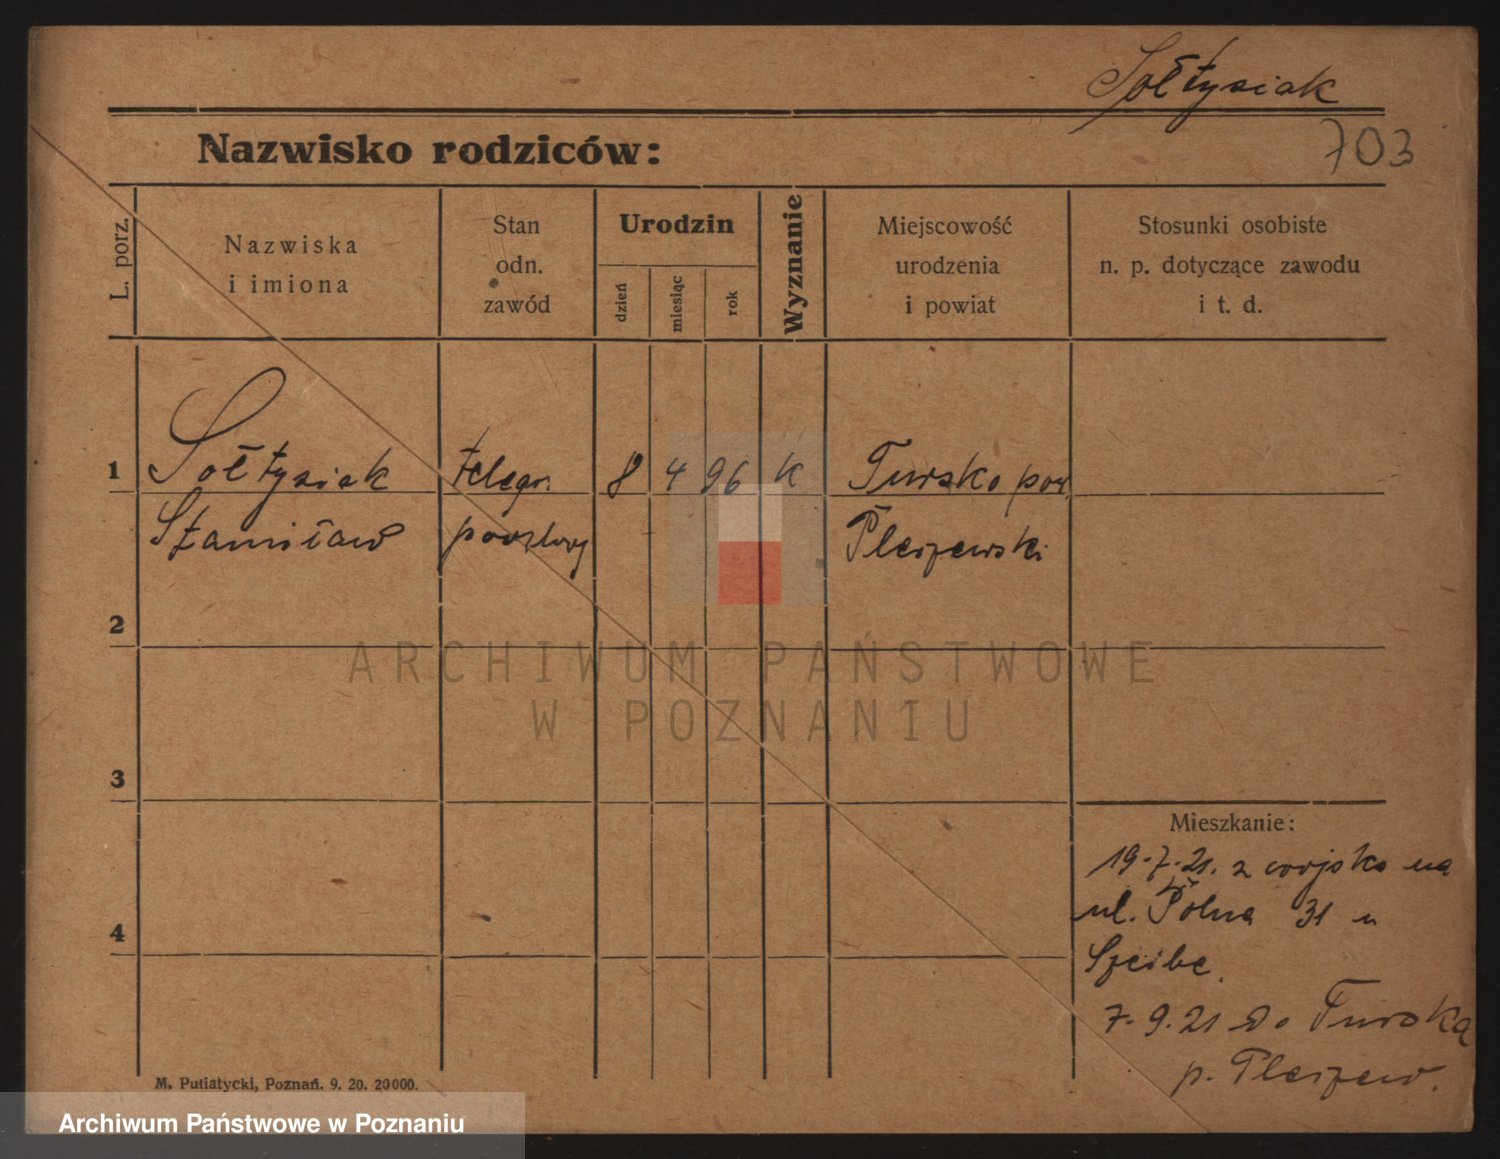 Sołtysiak
703
Nazwisko rodziców:
L. porz.
Nazwiska
i imiona
Stan
odn.
zawód
Urodzin
dzień
miesiąc
rok
Wyznanie
Miejscowość
urodzenia
i powiat
Stosunki osobiste
n. p. dotyczące zawodu
i t. d.
1 Sołtysiak telegr. 8 4 96 k Tursko pow
Stanisław Pleszewski
2
3
4
Mieszkanie:
19-7-21. z wojska na
ul. Polna 31 u
Szeibe.
7-9.21 do Turska
p. Pleszew.
M. Putiatycki, Poznań. 9. 20. 20000.
ARCHIWUM PAŃSTWOWE
W POZNANIU
Archiwum Państwowe w Poznaniu